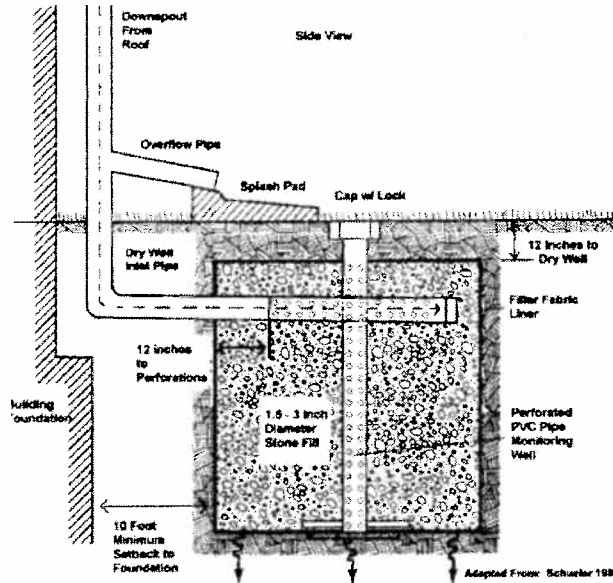 Downspout
From
Roof
Side View
Overflow Pipe
Splash Pad
Cap w/ Lock
Dry Well
Inlet Pipe
12 Inches to
Dry Well
Filter Fabric
Liner
12 inches
to
Perforations
1.5 - 3 Inch
Diameter
Stone Fill
Building
Foundation
Perforated
PVC Pipe
Monitoring
Well
10 Foot
Minimum
Setback to
Foundation
Adapted From: Schueler